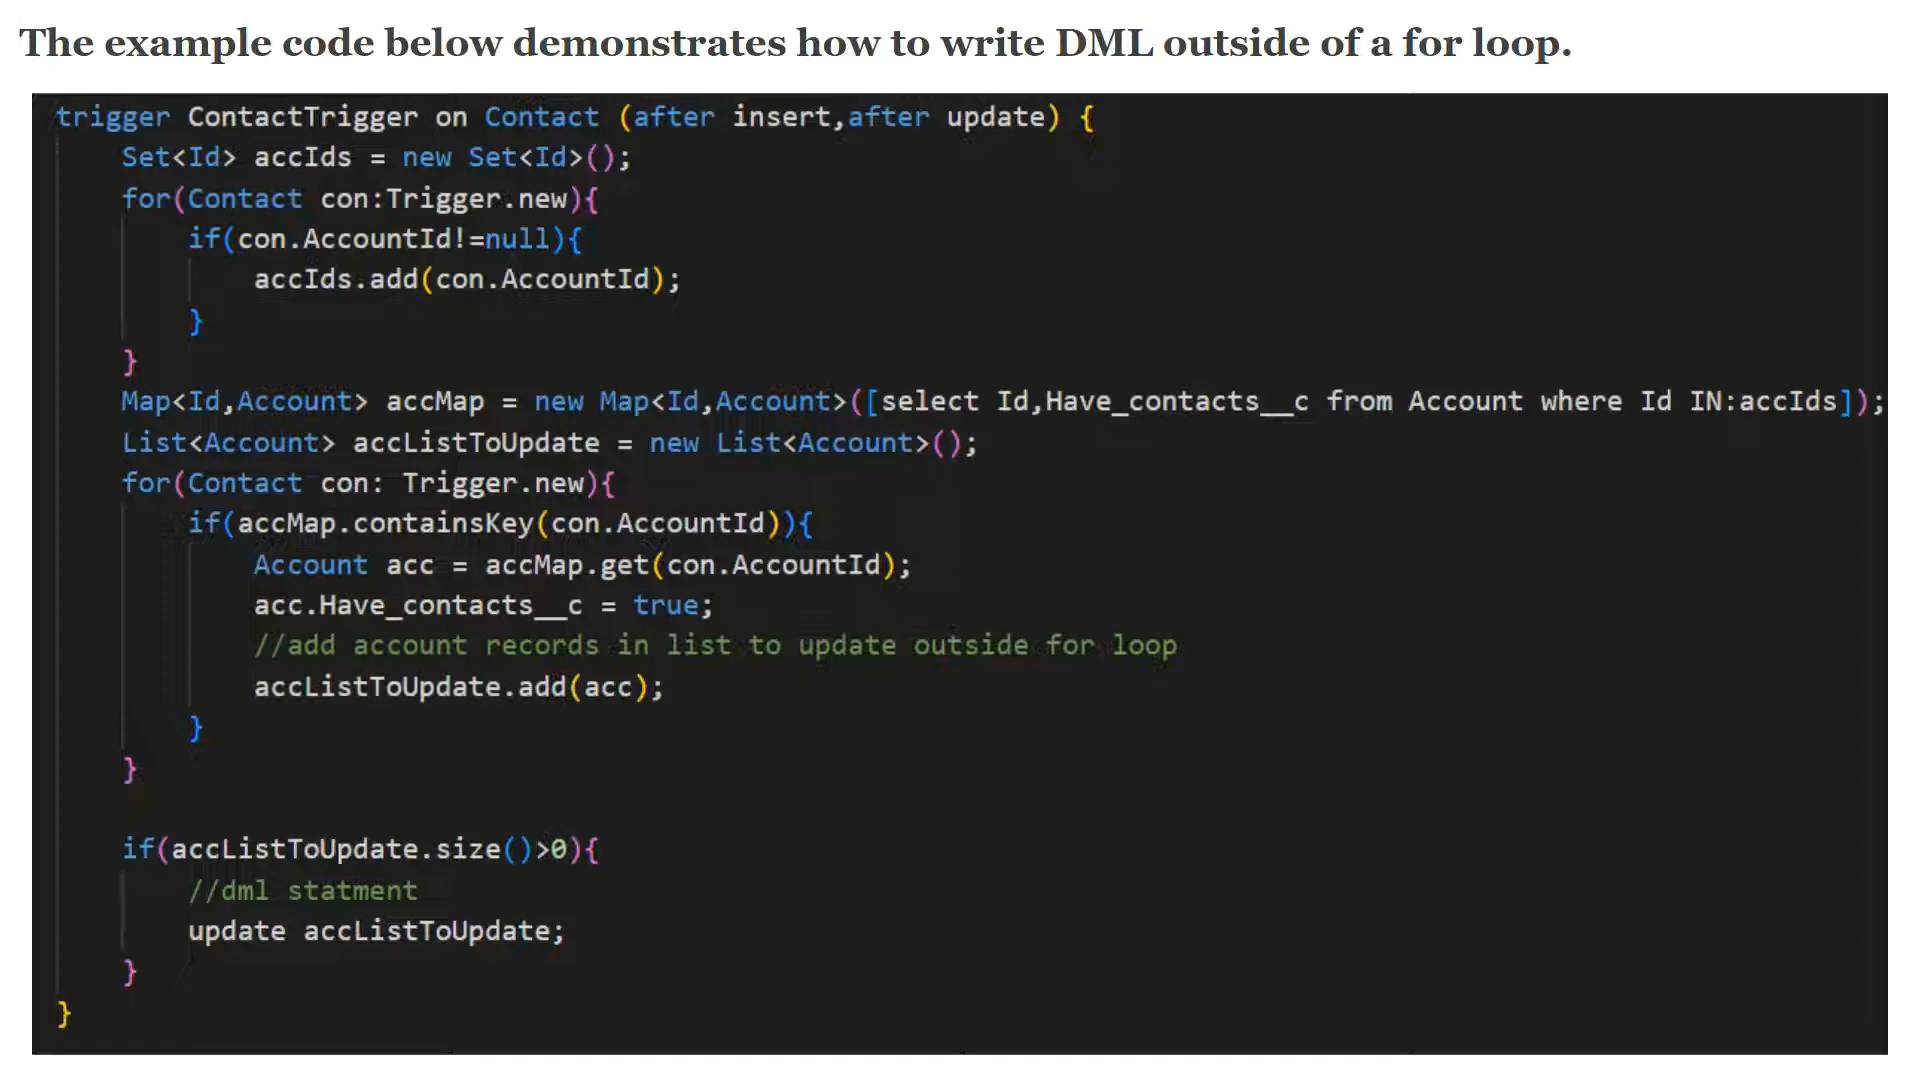 The example code below demonstrates how to write DML outside of a for loop.
trigger ContactTrigger on Contact (after insert,after update) {
Set<Id> accIds = new Set<Id>();
for(Contact con:Trigger.new){
if(con.AccountId!=null){
accIds.add(con.AccountId);
}
}
Map<Id,Account> accMap = new Map<Id,Account>([select Id,Have_contacts__c from Account where Id IN:accIds]);
List<Account> accListToUpdate = new List<Account>();
for(Contact con: Trigger.new){
if(accMap.containsKey(con.AccountId)){
Account acc = accMap.get(con.AccountId);
acc.Have_contacts__c = true;
//add account records in list to update outside for loop
accListToUpdate.add(acc);
}
}
if(accListToUpdate.size()>0){
//dml statment
update accListToUpdate;
}
}